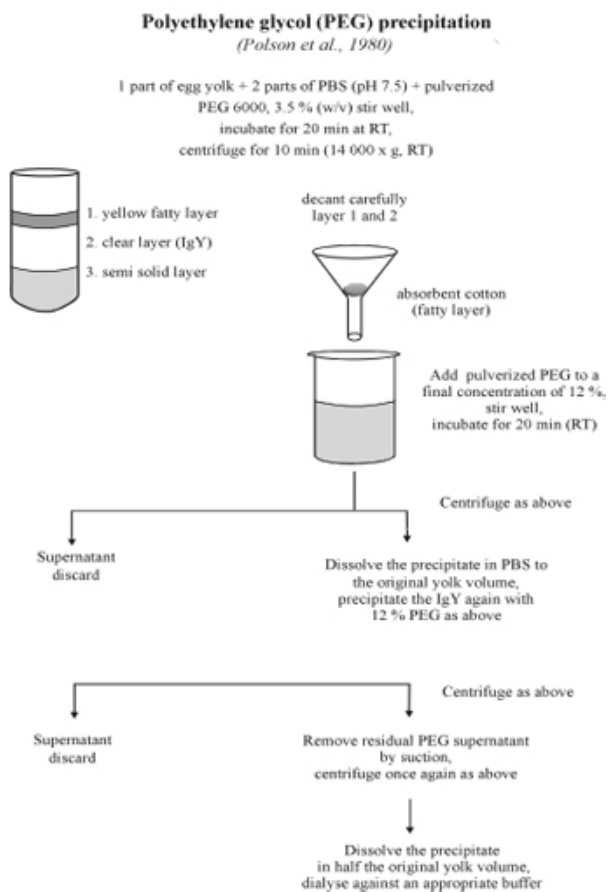 Polyethylene glycol (PEG) precipitation
(Polson et al., 1980)
1 part of egg yolk + 2 parts of PBS (pH 7.5) + pulverized
PEG 6000, 3.5 % (w/v) stir well,
incubate for 20 min at RT,
centrifuge for 10 min (14 000 x g, RT)
1. yellow fatty layer
2. clear layer (IgY)
3. semi solid layer
decant carefully
layer 1 and 2
absorbent cotton
(fatty layer)
Add pulverized PEG to a
final concentration of 12 %,
stir well,
incubate for 20 min (RT)
Centrifuge as above
Supernatant
discard
Dissolve the precipitate in PBS to
the original yolk volume,
precipitate the IgY again with
12 % PEG as above
Centrifuge as above
Supernatant
discard
Remove residual PEG supernatant
by suction,
centrifuge once again as above
Dissolve the precipitate
in half the original yolk volume,
dialyse against an appropriate buffer